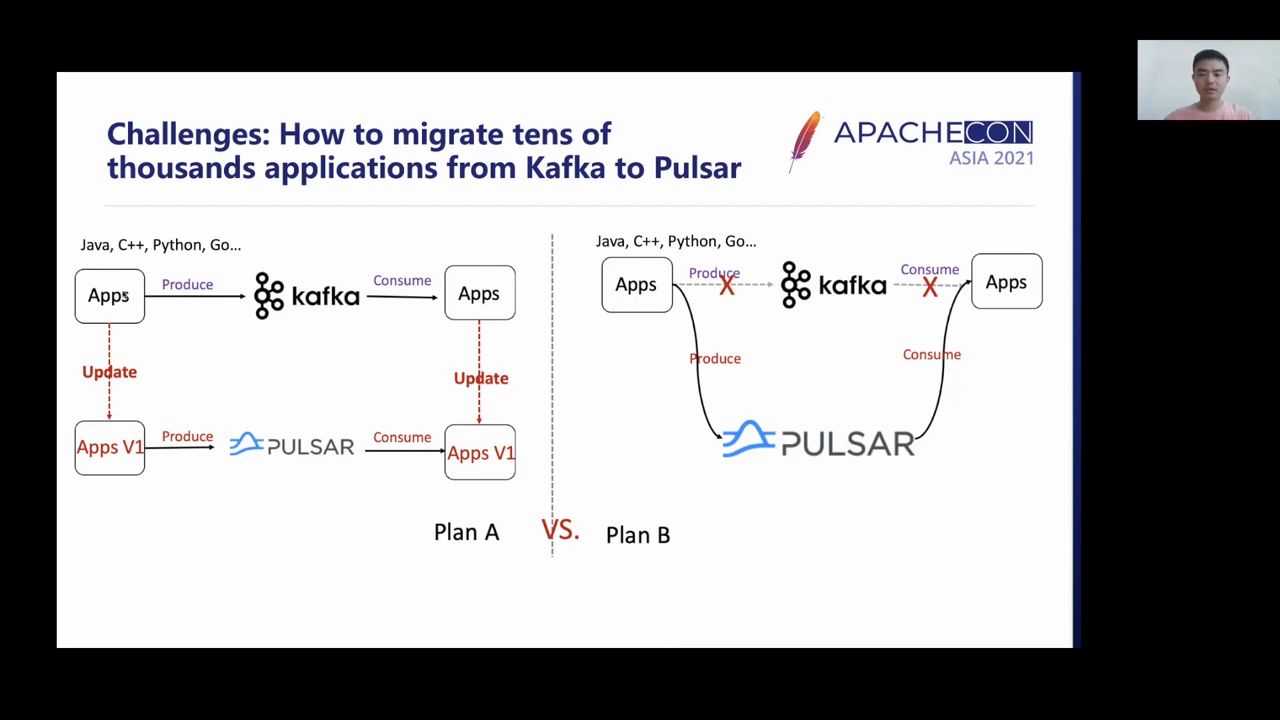 Challenges: How to migrate tens of
thousands applications from Kafka to Pulsar
APACHECON
ASIA 2021
Java, C++, Python, Go...
Apps
Produce
kafka
Consume
Apps
Update
Update
Apps V1
Produce
PULSAR
Consume
Apps V1
Plan A
VS.
Java, C++, Python, Go...
Apps
Produce
X
kafka
Consume
X
Apps
Produce
Consume
PULSAR
Plan B